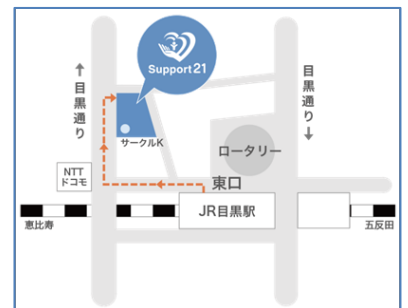 Support21
↑
目黒通り
目黒通り
↓
サークルK
ロータリー
NTT
ドコモ
東口
JR目黒駅
恵比寿
五反田